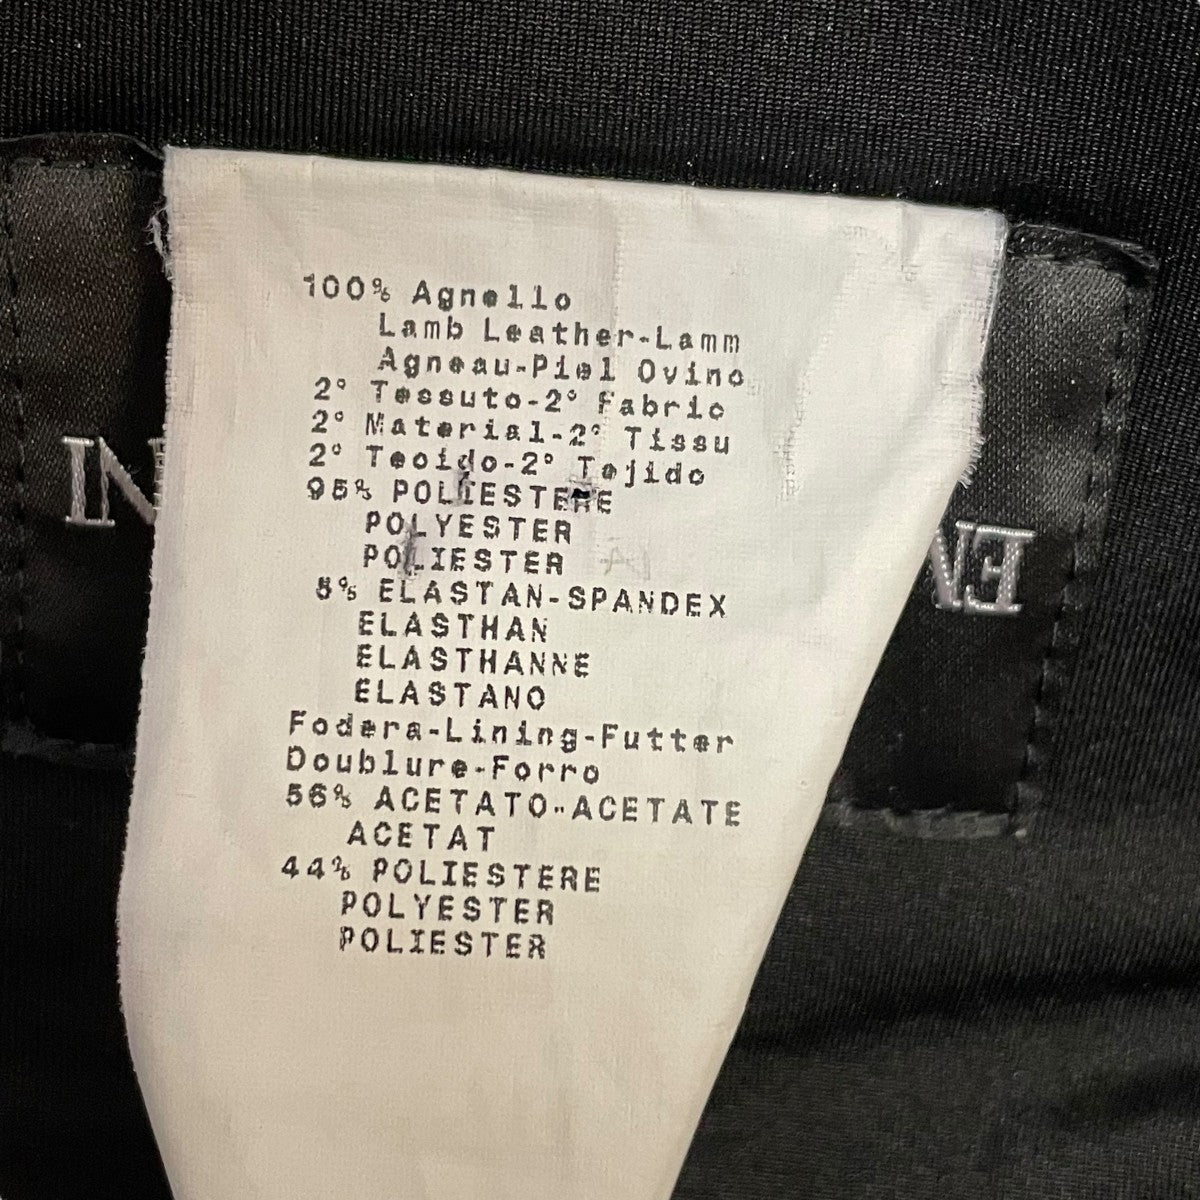 100% Agnello
Lamb Leather-Lamm
Agneau-Piel Ovino
2° Tessuto-2° Fabric
2° Material-2° Tissu
2° Tecido-2° Tejido
95% POLIESTERE
POLYESTER
POLIESTER
5% ELASTAN-SPANDEX
ELASTHAN
ELASTHANNE
ELASTANO
Fodera-Lining-Futter
Doublure-Forro
56% ACETATO-ACETATE
ACETAT
44% POLIESTERE
POLYESTER
POLIESTER